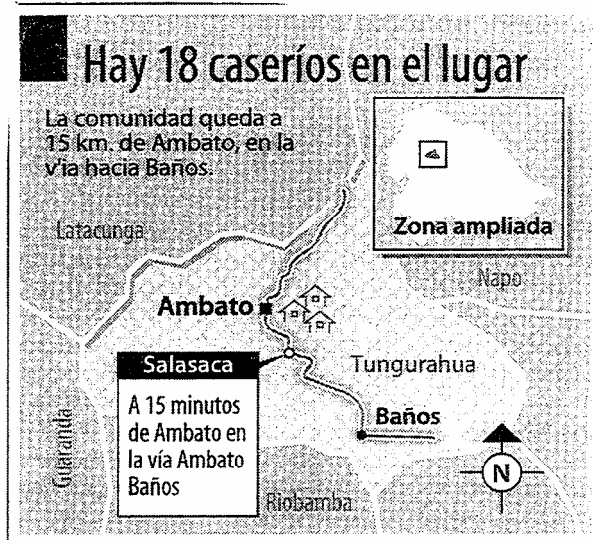 Hay 18 caseríos en el lugar
La comunidad queda a
15 km. de Ambato, en la
v'ia hacia Baños.
Zona ampliada
Latacunga
Napo
Ambato
Salasaca
A 15 minutos
de Ambato en
la vía Ambato
Baños
Tungurahua
Baños
Guaranda
Riobamba
N